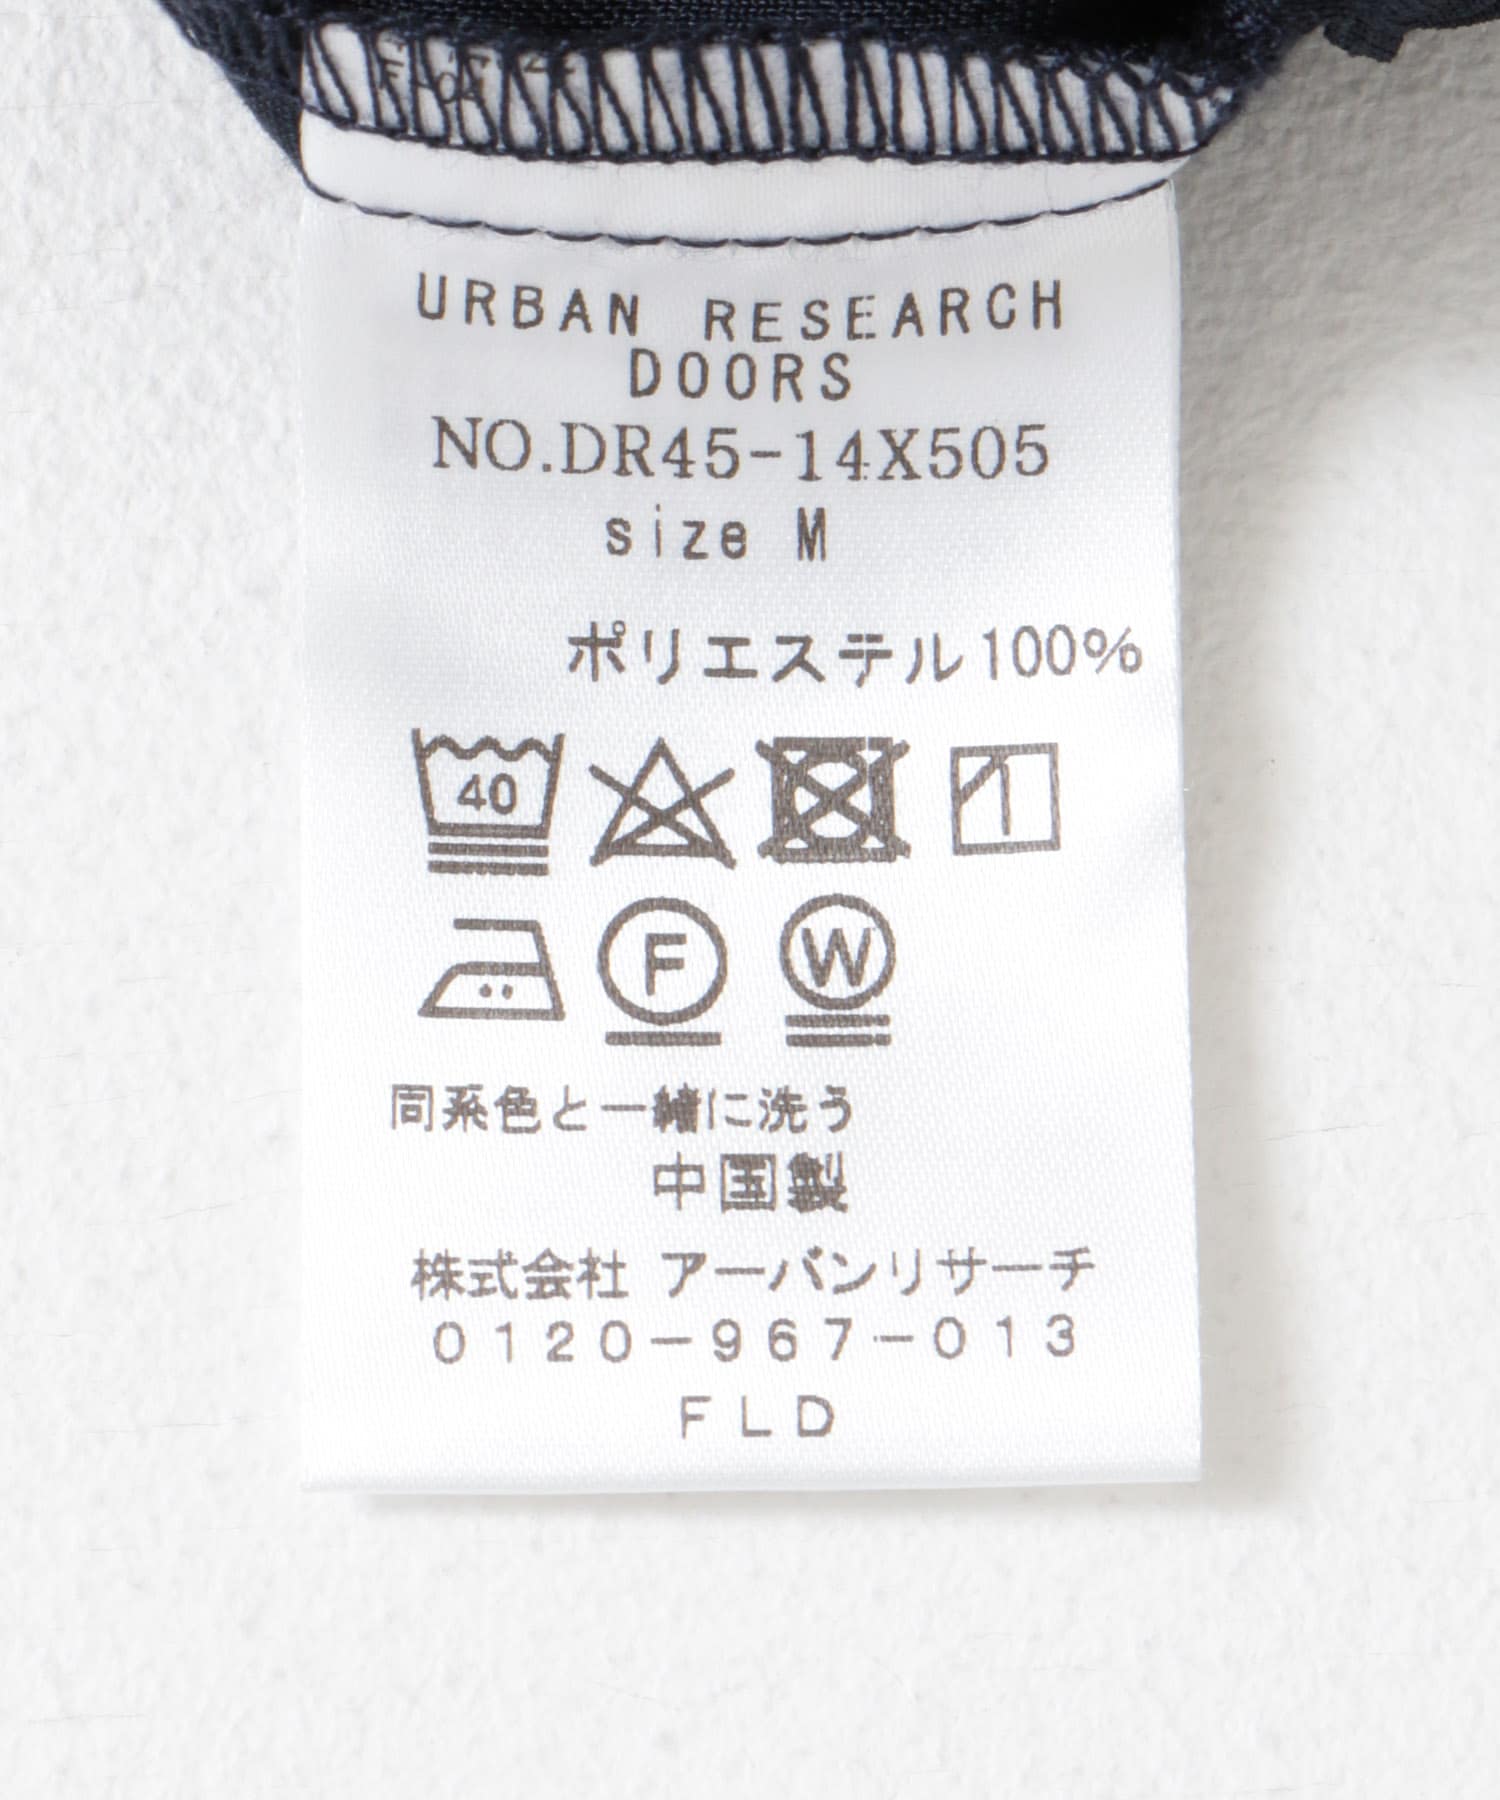 URBAN RESEARCH
DOORS
NO.DR45-14X505
size M
ポリエステル100%
40
F W
同系色と一緒に洗う
中国製
株式会社 アーバンリサーチ
0120-967-013
FLD